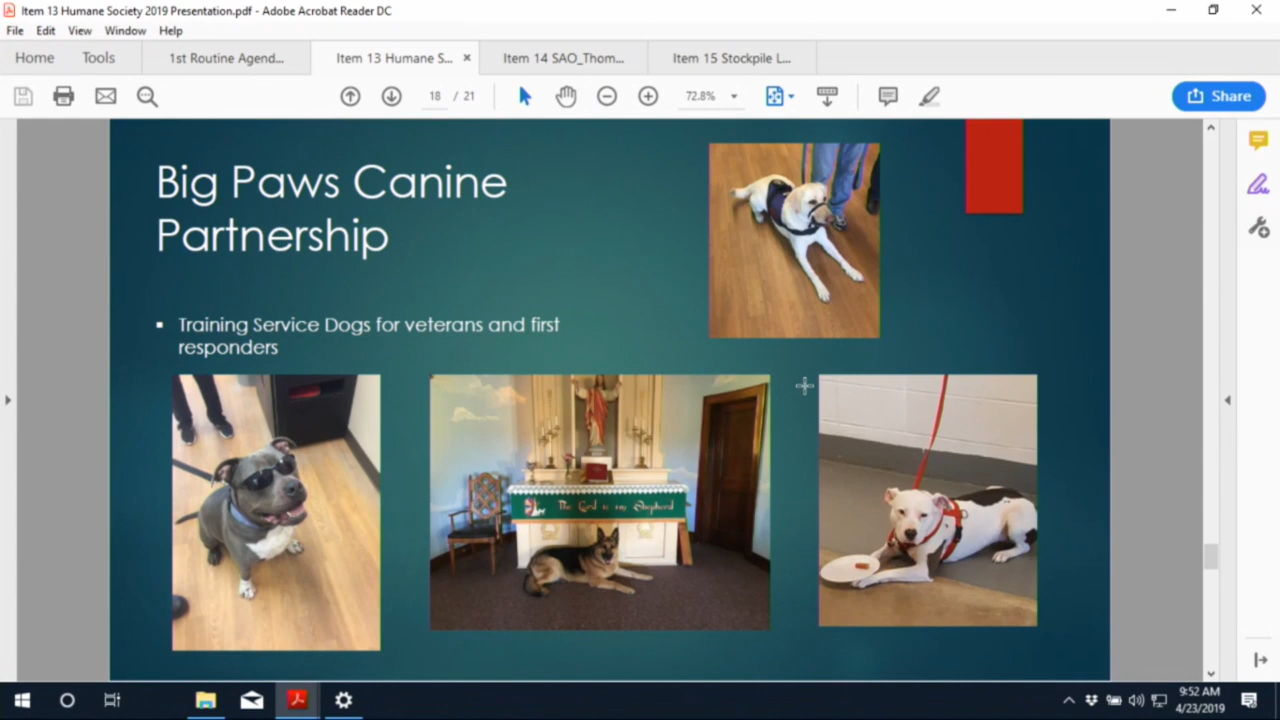 Item 13 Humane Society 2019 Presentation.pdf - Adobe Acrobat Reader DC
File Edit View Window Help
Home Tools 1st Routine Agend... Item 13 Humane S... Item 14 SAO_Thom... Item 15 Stockpile L...
18 / 21 72.8% Share
Big Paws Canine
Partnership
Training Service Dogs for veterans and first
responders
The Lord is my Shepherd
9:52 AM
4/23/2019